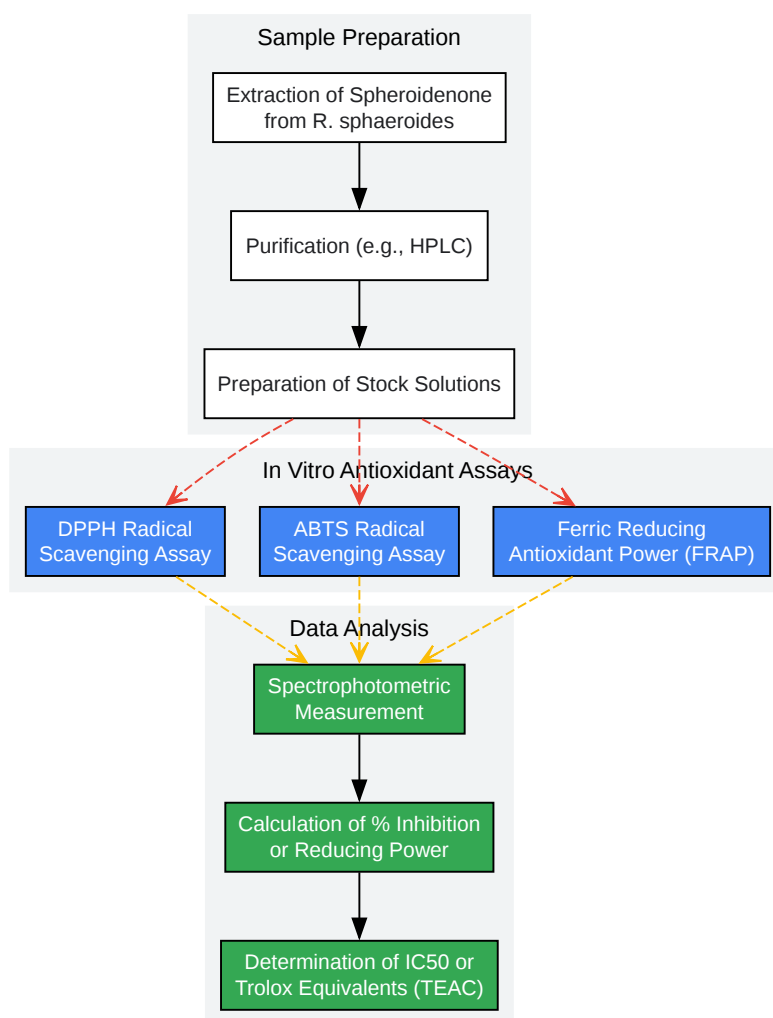 Sample Preparation
Extraction of Spheroidenone
from R. sphaeroides
Purification (e.g., HPLC)
Preparation of Stock Solutions
In Vitro Antioxidant Assays
DPPH Radical
Scavenging Assay
ABTS Radical
Scavenging Assay
Ferric Reducing
Antioxidant Power (FRAP)
Data Analysis
Spectrophotometric
Measurement
Calculation of % Inhibition
or Reducing Power
Determination of IC50 or
Trolox Equivalents (TEAC)